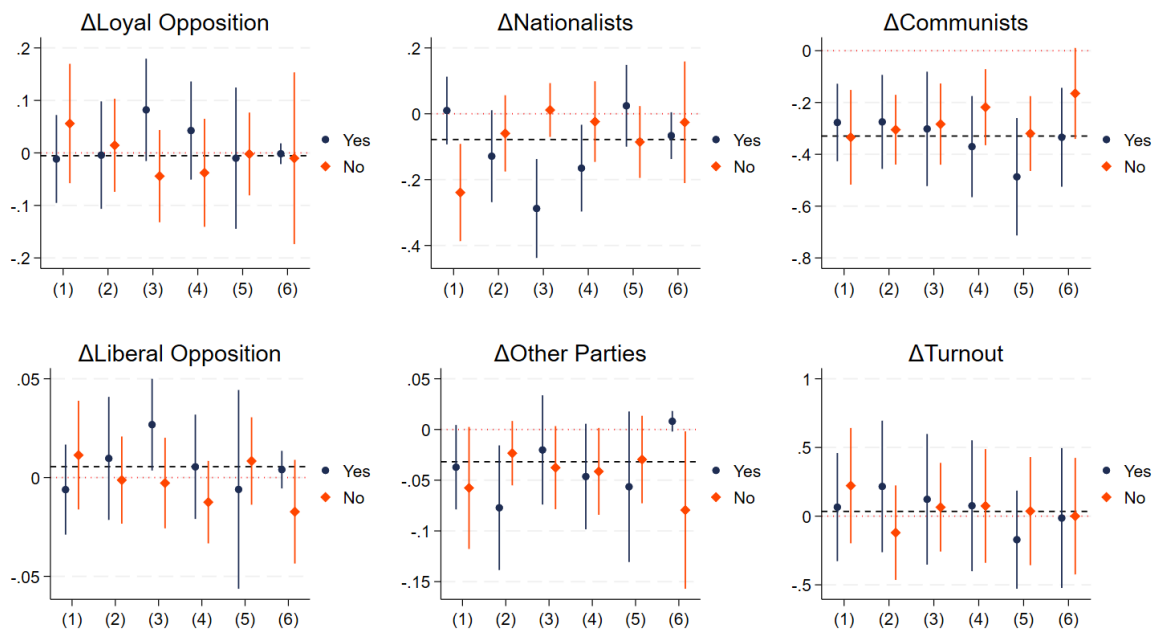 ΔLoyal Opposition
.2
.1
0
-.1
-.2
(1) (2) (3) (4) (5) (6)
Yes
No
ΔNationalists
.2
0
-.2
-.4
(1) (2) (3) (4) (5) (6)
Yes
No
ΔCommunists
0
-.2
-.4
-.6
-.8
(1) (2) (3) (4) (5) (6)
Yes
No
ΔLiberal Opposition
.05
0
-.05
(1) (2) (3) (4) (5) (6)
Yes
No
ΔOther Parties
.05
0
-.05
-.1
-.15
(1) (2) (3) (4) (5) (6)
Yes
No
ΔTurnout
1
.5
0
-.5
(1) (2) (3) (4) (5) (6)
Yes
No